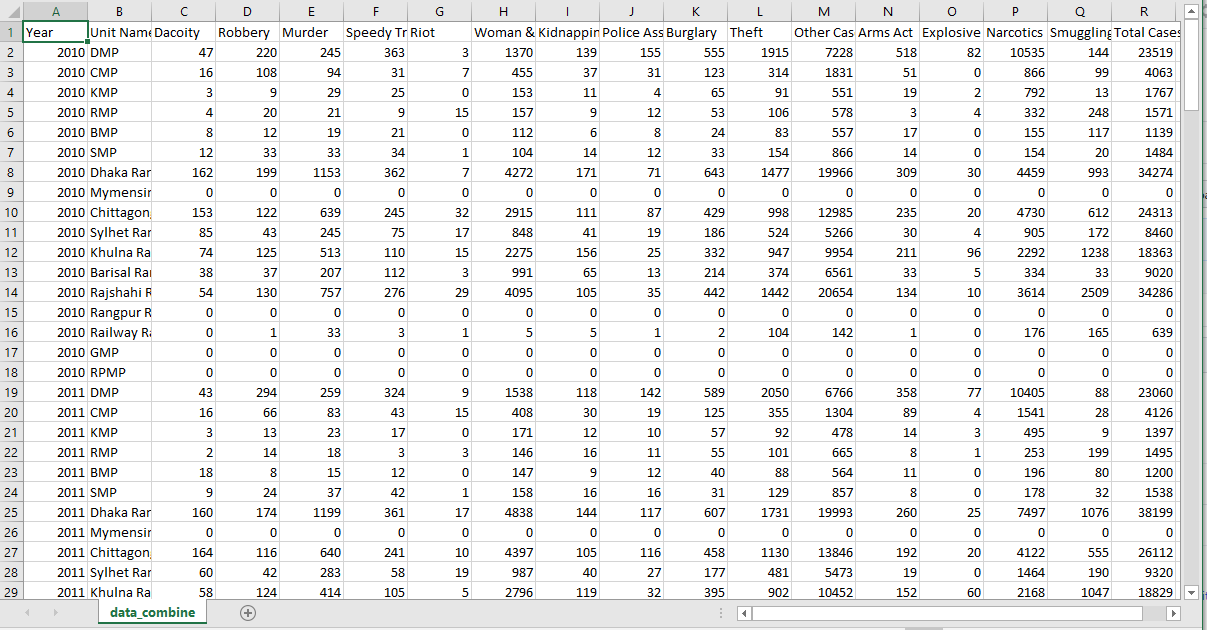 A B C D E F G H I J K L M N O P Q R
1 Year Unit Name Dacoity Robbery Murder Speedy Tr Riot Woman & Kidnappin Police Ass Burglary Theft Other Cas Arms Act Explosive Narcotics Smuggling Total Cases
2 2010 DMP 47 220 245 363 3 1370 139 155 555 1915 7228 518 82 10535 144 23519
3 2010 CMP 16 108 94 31 7 455 37 31 123 314 1831 51 0 866 99 4063
4 2010 KMP 3 9 29 25 0 153 11 4 65 91 551 19 2 792 13 1767
5 2010 RMP 4 20 21 9 15 157 9 12 53 106 578 3 4 332 248 1571
6 2010 BMP 8 12 19 21 0 112 6 8 24 83 557 17 0 155 117 1139
7 2010 SMP 12 33 33 34 1 104 14 12 33 154 866 14 0 154 20 1484
8 2010 Dhaka Ran 162 199 1153 362 7 4272 171 71 643 1477 19966 309 30 4459 993 34274
9 2010 Mymensin 0 0 0 0 0 0 0 0 0 0 0 0 0 0 0 0
10 2010 Chittagong 153 122 639 245 32 2915 111 87 429 998 12985 235 20 4730 612 24313
11 2010 Sylhet Ran 85 43 245 75 17 848 41 19 186 524 5266 30 4 905 172 8460
12 2010 Khulna Ra 74 125 513 110 15 2275 156 25 332 947 9954 211 96 2292 1238 18363
13 2010 Barisal Ran 38 37 207 112 3 991 65 13 214 374 6561 33 5 334 33 9020
14 2010 Rajshahi R 54 130 757 276 29 4095 105 35 442 1442 20654 134 10 3614 2509 34286
15 2010 Rangpur R 0 0 0 0 0 0 0 0 0 0 0 0 0 0 0 0
16 2010 Railway Ra 0 1 33 3 1 5 5 1 2 104 142 1 0 176 165 639
17 2010 GMP 0 0 0 0 0 0 0 0 0 0 0 0 0 0 0 0
18 2010 RPMP 0 0 0 0 0 0 0 0 0 0 0 0 0 0 0 0
19 2011 DMP 43 294 259 324 9 1538 118 142 589 2050 6766 358 77 10405 88 23060
20 2011 CMP 16 66 83 43 15 408 30 19 125 355 1304 89 4 1541 28 4126
21 2011 KMP 3 13 23 17 0 171 12 10 57 92 478 14 3 495 9 1397
22 2011 RMP 2 14 18 3 3 146 16 11 55 101 665 8 1 253 199 1495
23 2011 BMP 18 8 15 12 0 147 9 12 40 88 564 11 0 196 80 1200
24 2011 SMP 9 24 37 42 1 158 16 16 31 129 857 8 0 178 32 1538
25 2011 Dhaka Ran 160 174 1199 361 17 4838 144 117 607 1731 19993 260 25 7497 1076 38199
26 2011 Mymensin 0 0 0 0 0 0 0 0 0 0 0 0 0 0 0 0
27 2011 Chittagong 164 116 640 241 10 4397 105 116 458 1130 13846 192 20 4122 555 26112
28 2011 Sylhet Ran 60 42 283 58 19 987 40 27 177 481 5473 19 0 1464 190 9320
29 2011 Khulna Ra 58 124 414 105 5 2796 119 32 395 902 10452 152 60 2168 1047 18829
data_combine